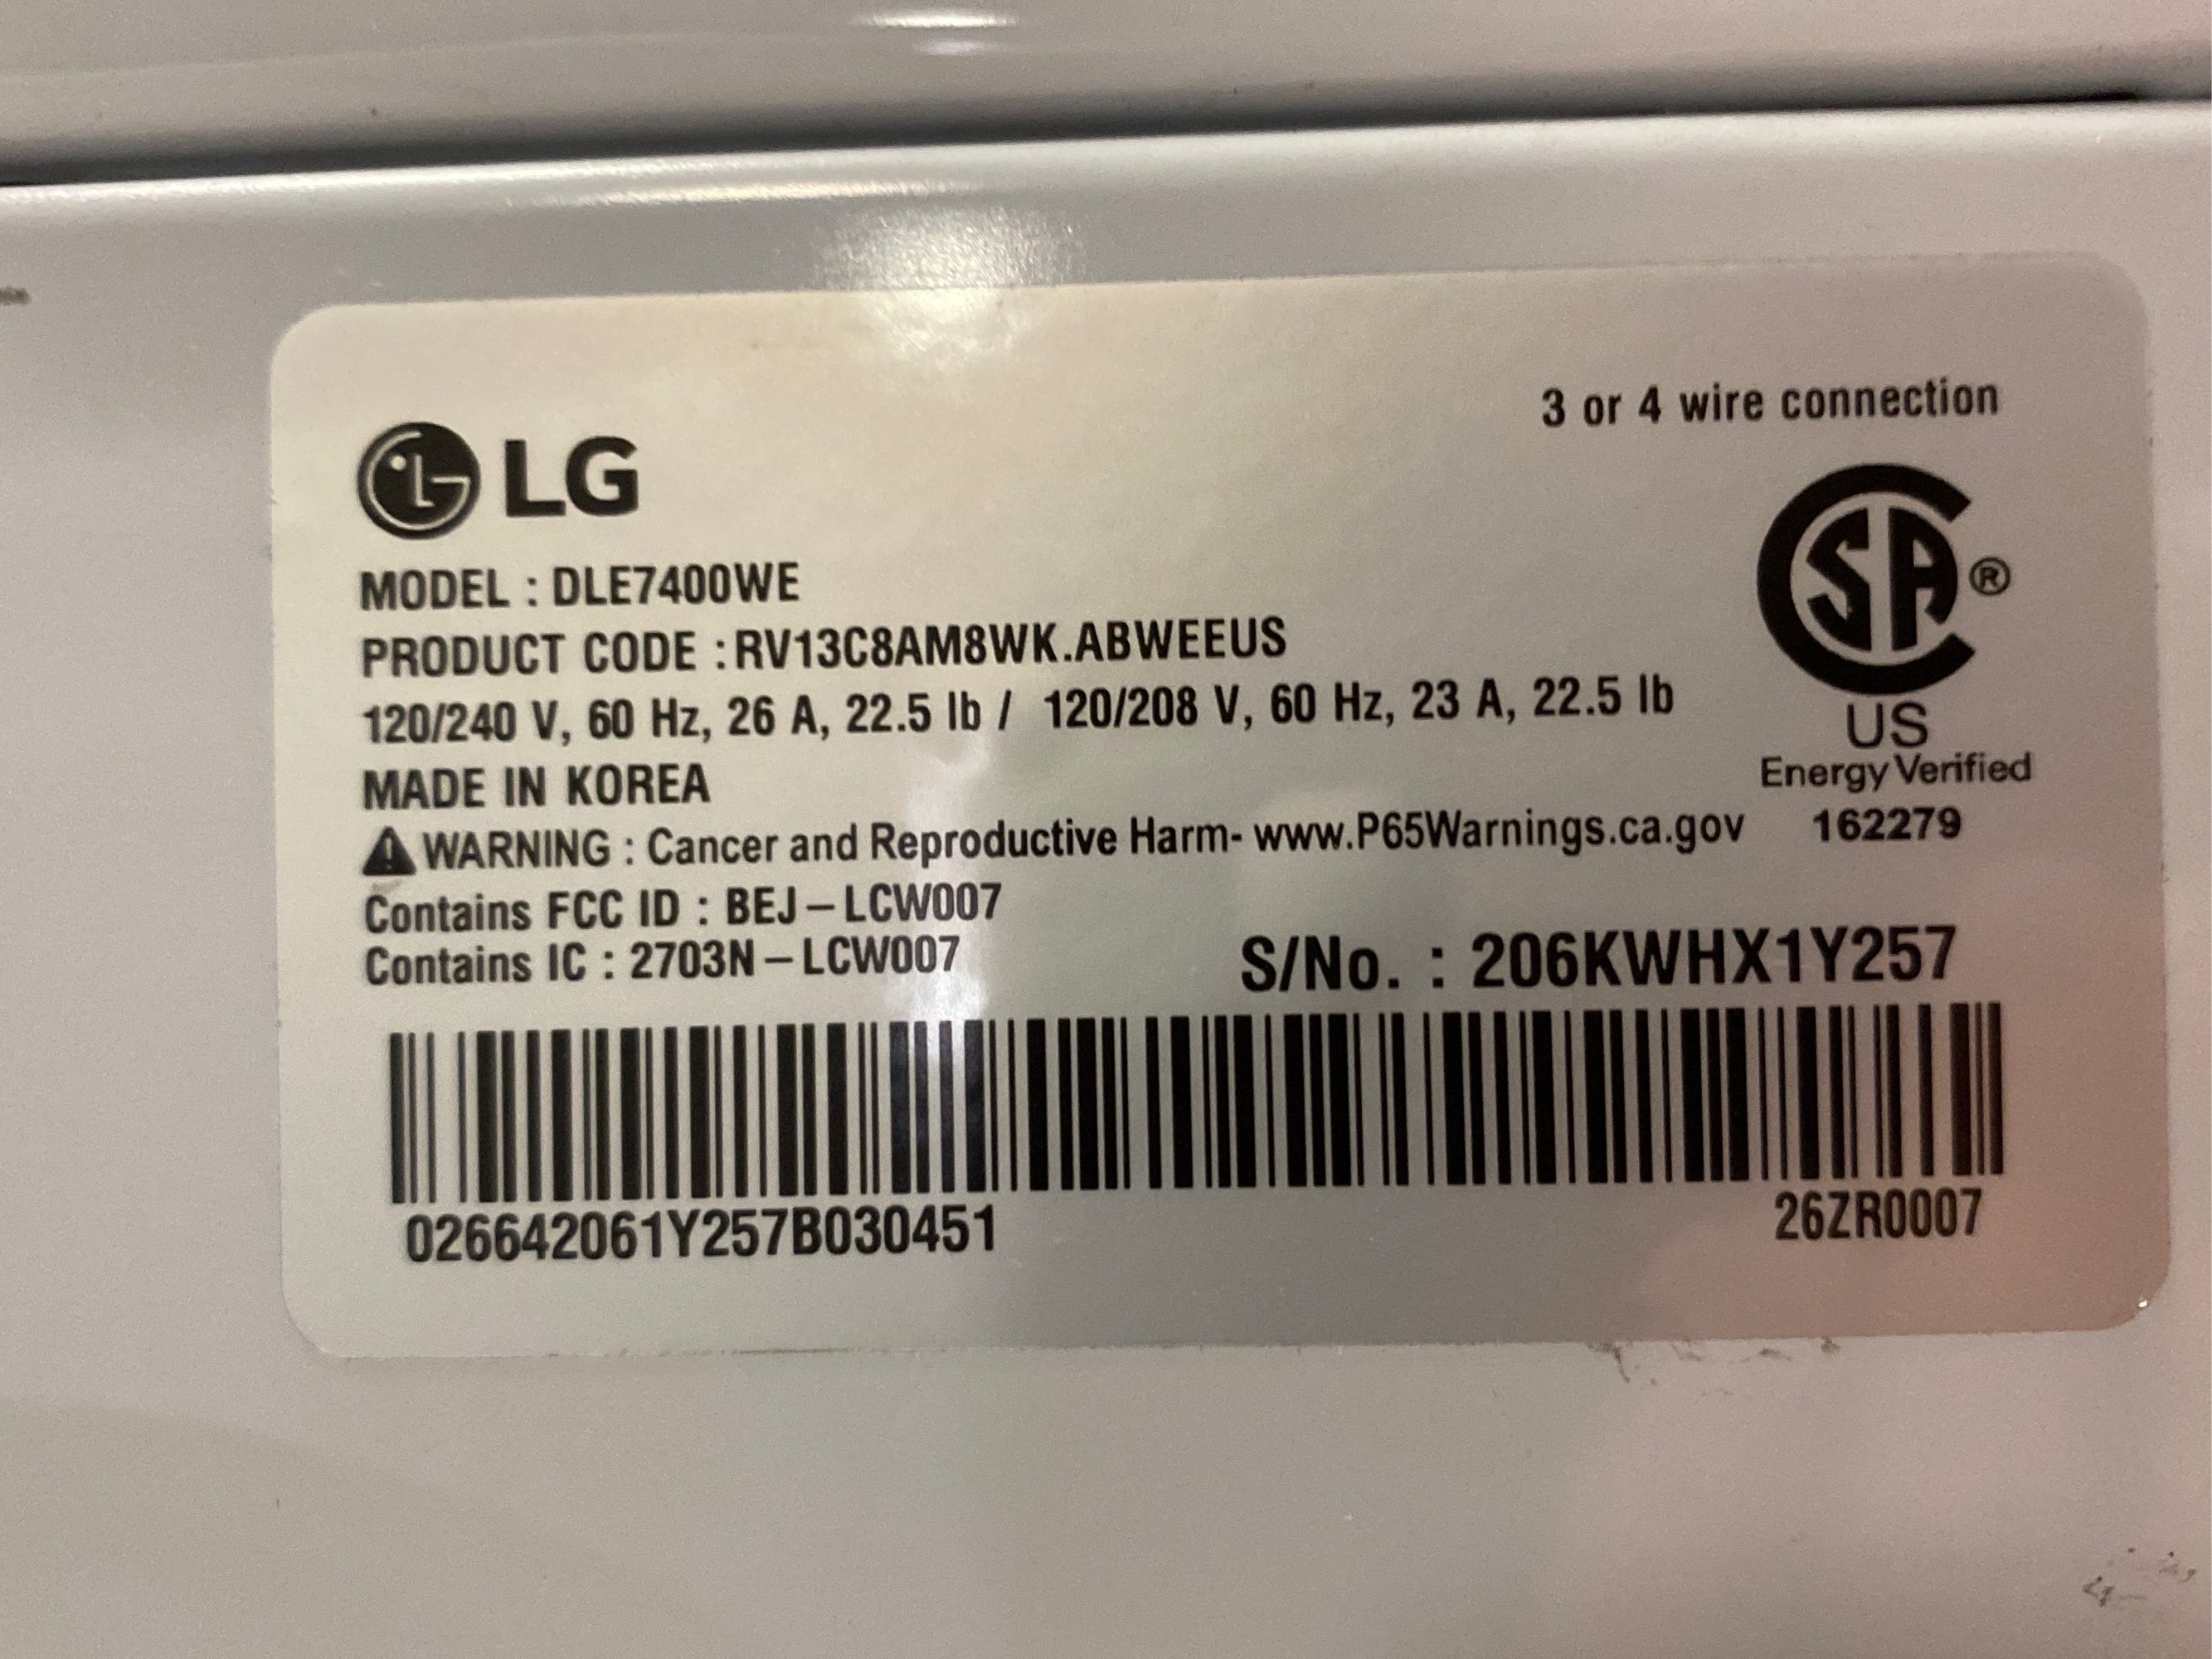 3 or 4 wire connection
LG
MODEL : DLE7400WE
PRODUCT CODE : RV13C8AM8WK.ABWEEUS
120/240 V, 60 Hz, 26 A, 22.5 lb / 120/208 V, 60 Hz, 23 A, 22.5 lb
MADE IN KOREA
WARNING : Cancer and Reproductive Harm- www.P65Warnings.ca.gov
Contains FCC ID : BEJ – LCW007
Contains IC : 2703N – LCW007
SA ®
US
Energy Verified
162279
S/No. : 206KWHX1Y257
026642061Y257B030451
26ZR0007